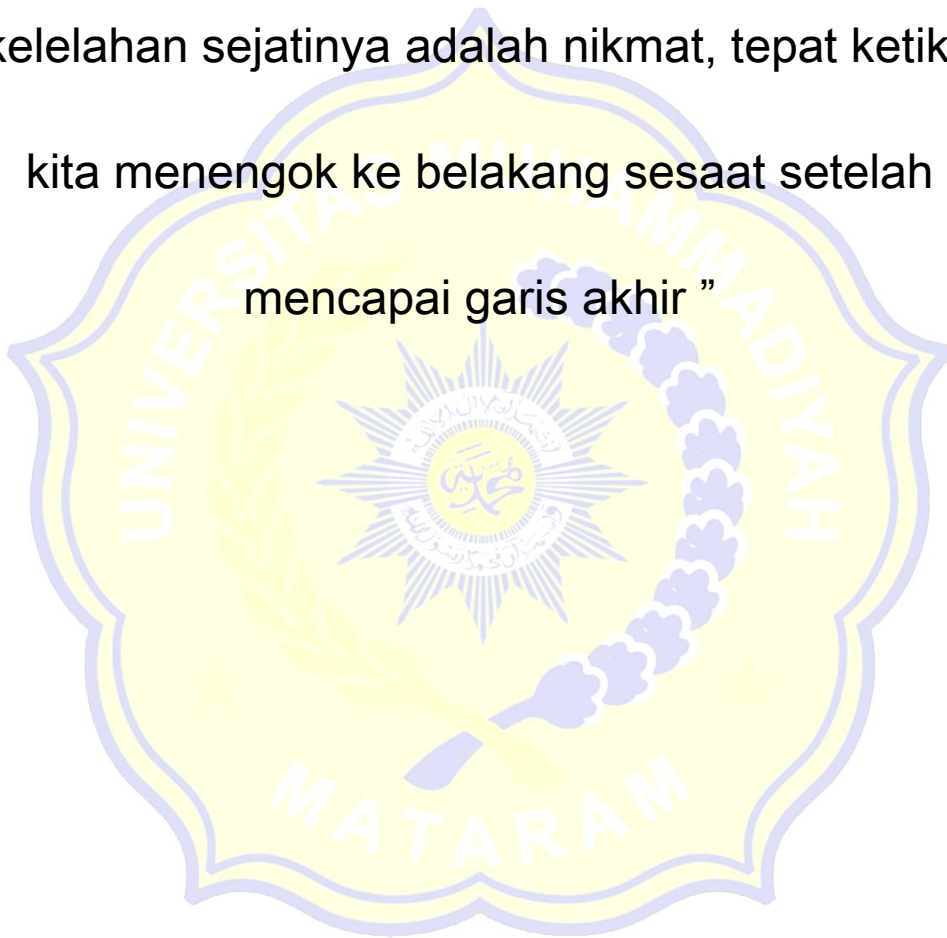 kelelahan sejatinya adalah nikmat, tepat ketik
kita menengok ke belakang sesaat setelah
mencapai garis akhir ”
UNIVERSITAS MUHAMMADIYAH
MATARAM